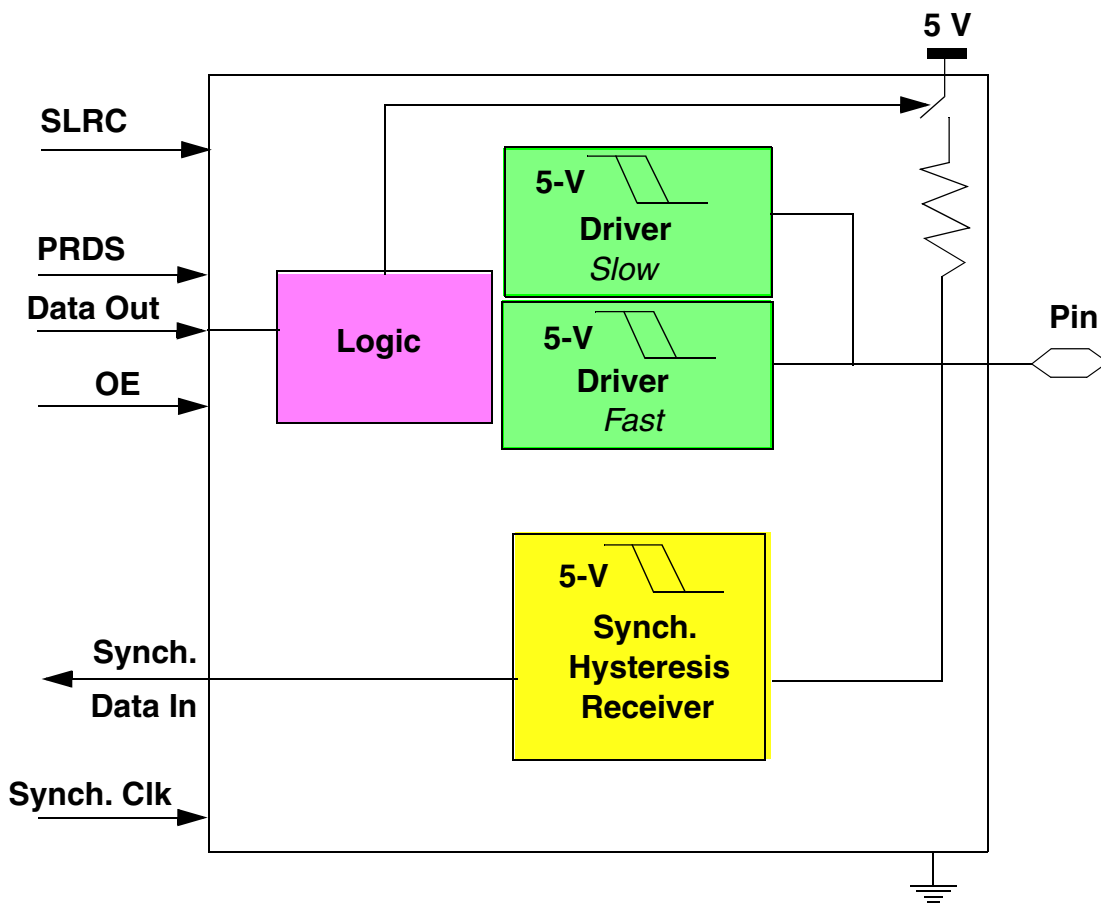 5 V
SLRC
5-V
Driver
Slow
PRDS
Data Out
Logic
5-V
Driver
Fast
Pin
OE
5-V
Synch.
Hysteresis
Receiver
Synch.
Data In
Synch. Clk